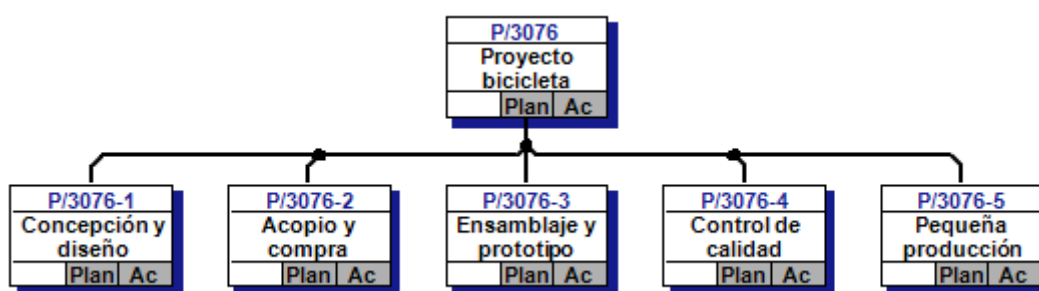 P/3076
Proyecto
bicicleta
Plan Ac
P/3076-1
Concepción y
diseño
Plan Ac
P/3076-2
Acopio y
compra
Plan Ac
P/3076-3
Ensamblaje y
prototipo
Plan Ac
P/3076-4
Control de
calidad
Plan Ac
P/3076-5
Pequeña
producción
Plan Ac